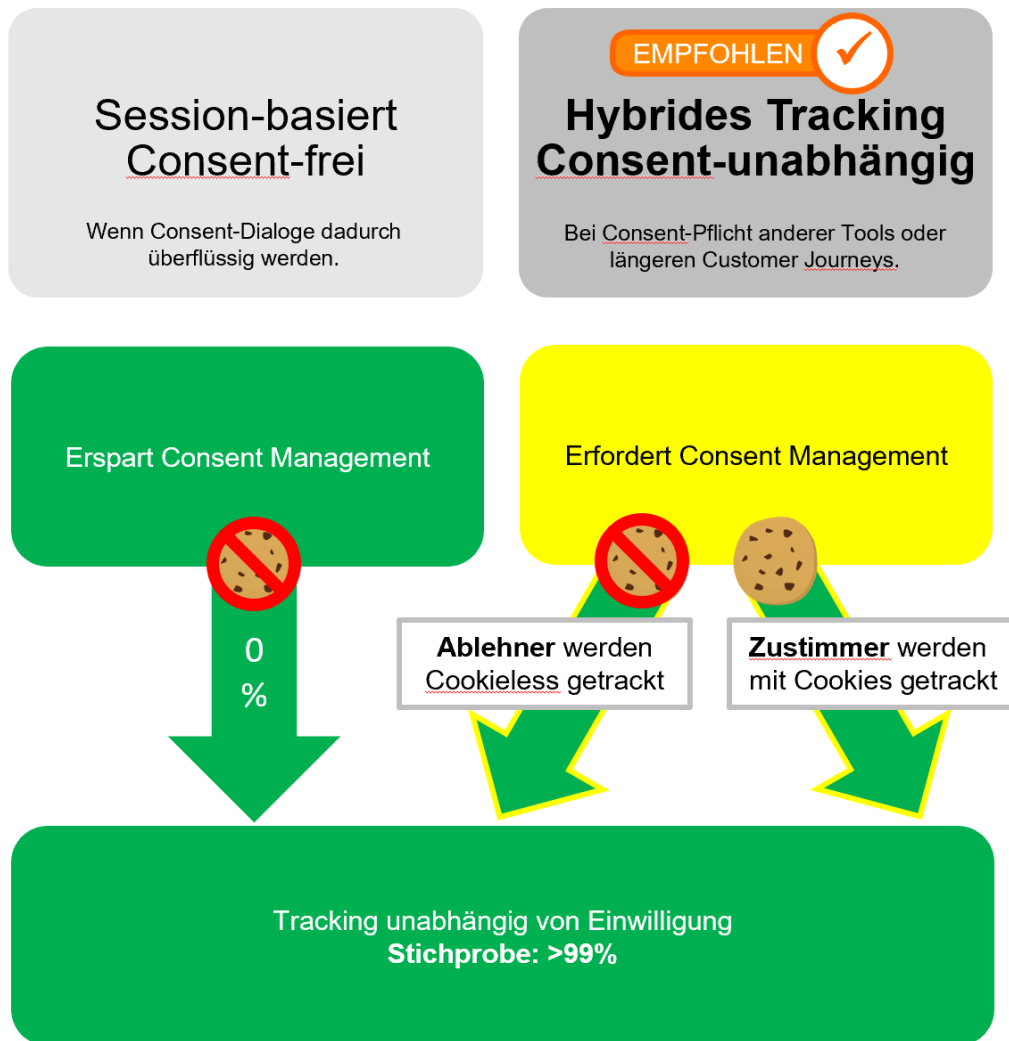 Session-basiert
Consent-frei
Wenn Consent-Dialoge dadurch
überflüssig werden.
EMPFOHLEN
Hybrides Tracking
Consent-unabhängig
Bei Consent-Pflicht anderer Tools oder
längeren Customer Journeys.
Erspart Consent Management
Erfordert Consent Management
0
%
Ablehner werden
Cookieless getrackt
Zustimmer werden
mit Cookies getrackt
Tracking unabhängig von Einwilligung
Stichprobe: >99%